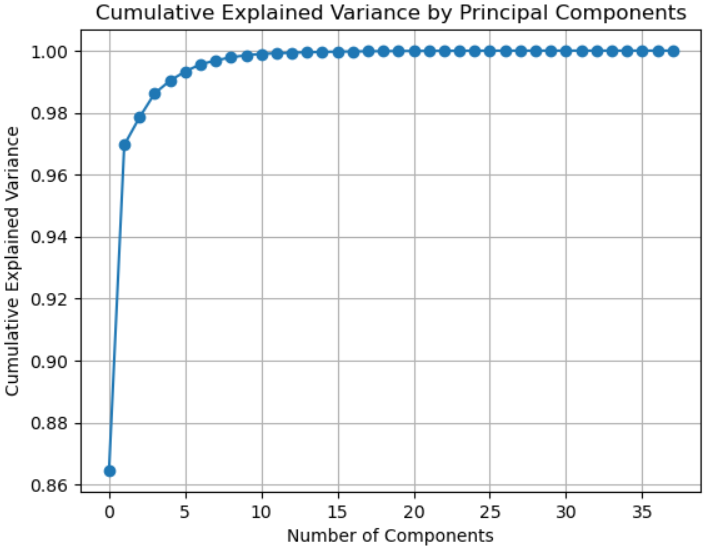 Cumulative Explained Variance by Principal Components
1.00
0.98
0.96
0.94
0.92
0.90
0.88
0.86
Cumulative Explained Variance
0 5 10 15 20 25 30 35
Number of Components